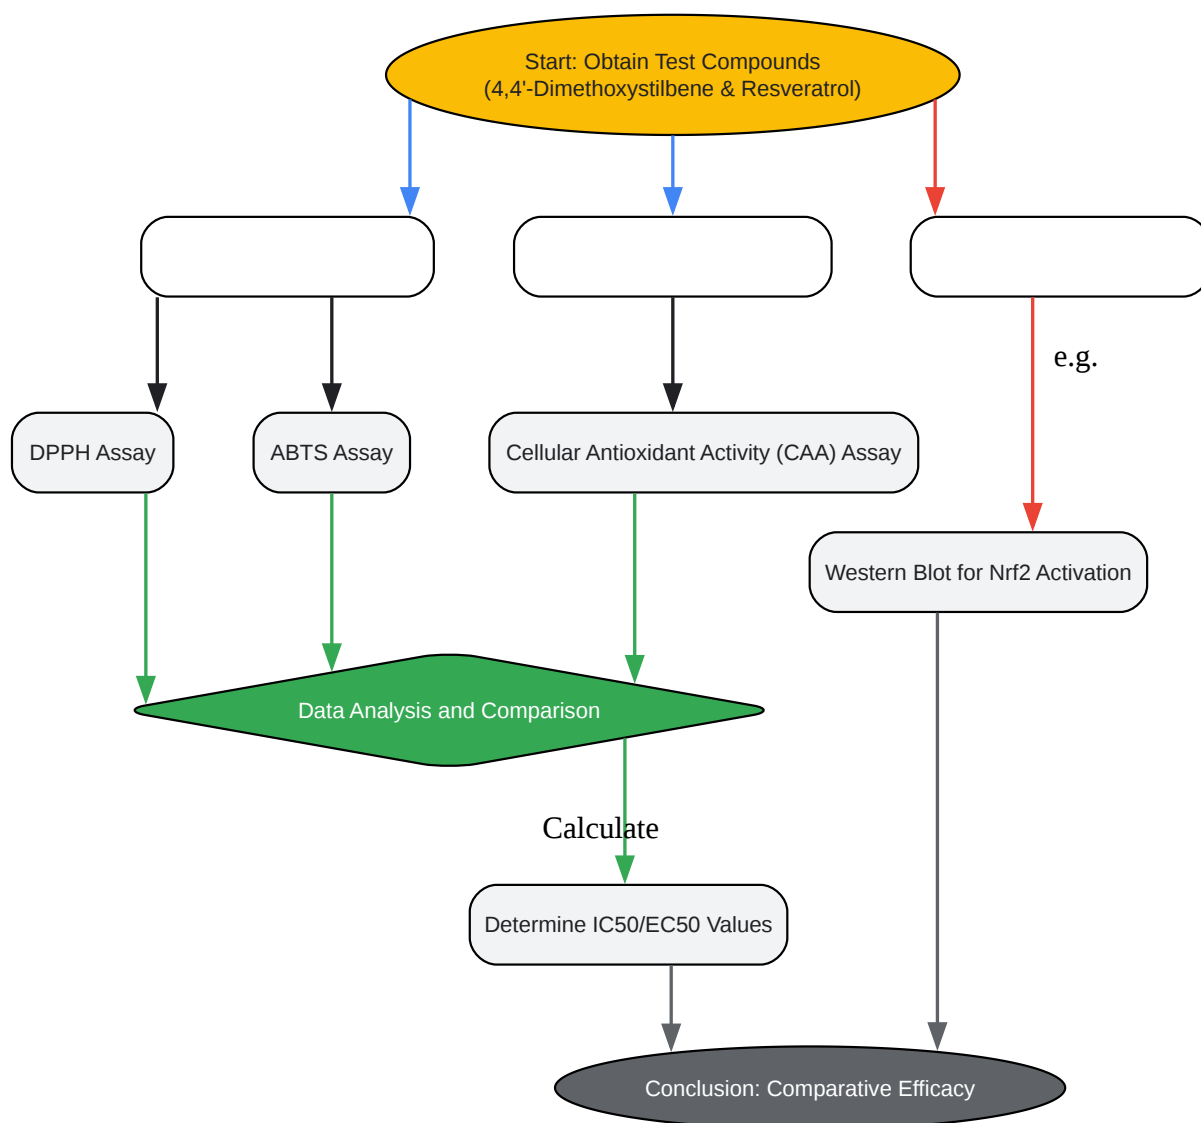 Start: Obtain Test Compounds
(4,4'-Dimethoxystilbene & Resveratrol)
e.g.
DPPH Assay
ABTS Assay
Cellular Antioxidant Activity (CAA) Assay
Western Blot for Nrf2 Activation
Data Analysis and Comparison
Calculate
Determine IC50/EC50 Values
Conclusion: Comparative Efficacy